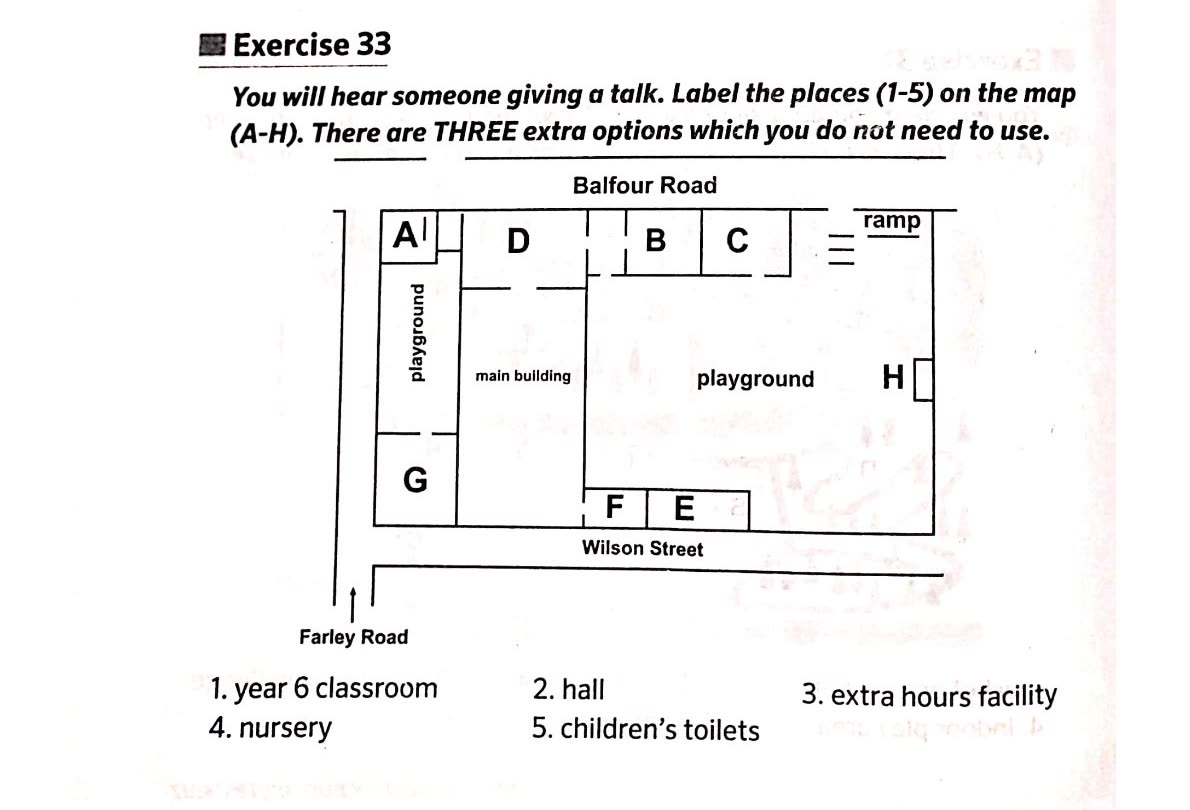 Exercise 33
You will hear someone giving a talk. Label the places (1-5) on the map
(A-H). There are THREE extra options which you do not need to use.
Balfour Road
A
D
B
C
ramp
playground
main building
playground
H
G
F
E
Wilson Street
Farley Road
1. year 6 classroom
2. hall
3. extra hours facility
4. nursery
5. children's toilets